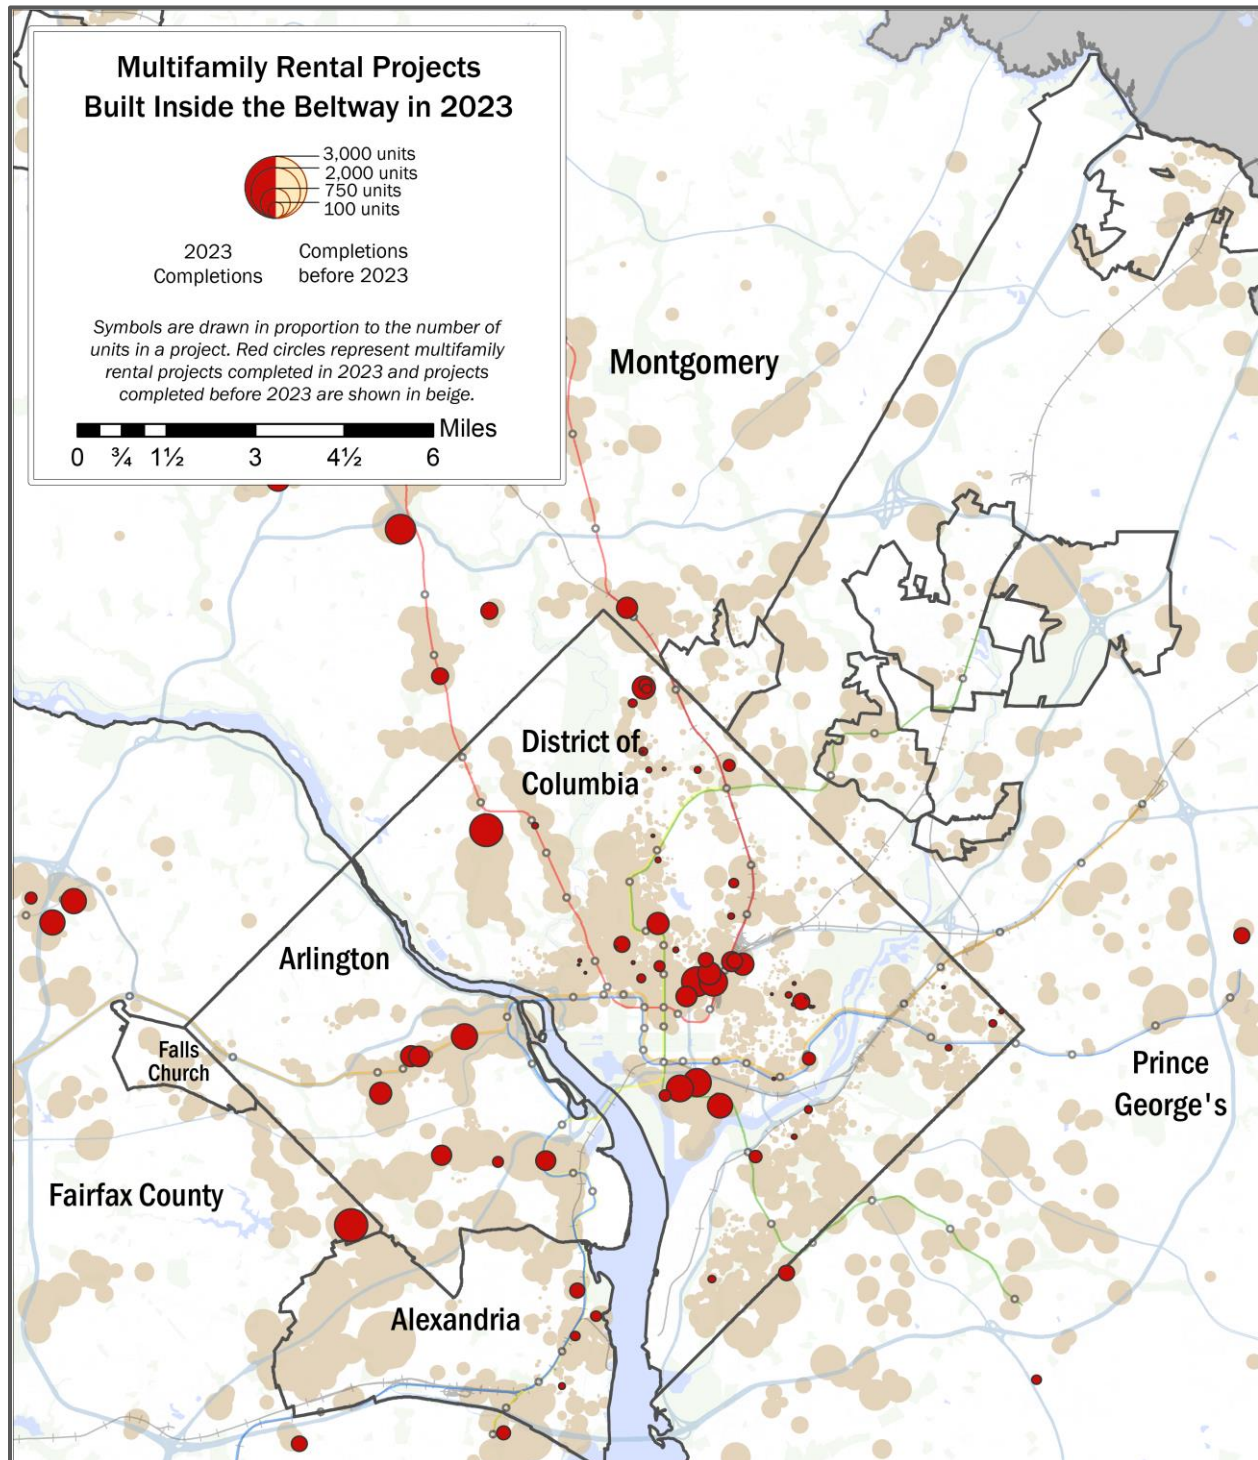 Multifamily Rental Projects
Built Inside the Beltway in 2023
3,000 units
2,000 units
750 units
100 units
2023
Completions
Completions
before 2023
Symbols are drawn in proportion to the number of
units in a project. Red circles represent multifamily
rental projects completed in 2023 and projects
completed before 2023 are shown in beige.
Miles
0 ¾ 1½ 3 4½ 6
Montgomery
District of
Columbia
Arlington
Falls
Church
Prince
George's
Fairfax County
Alexandria